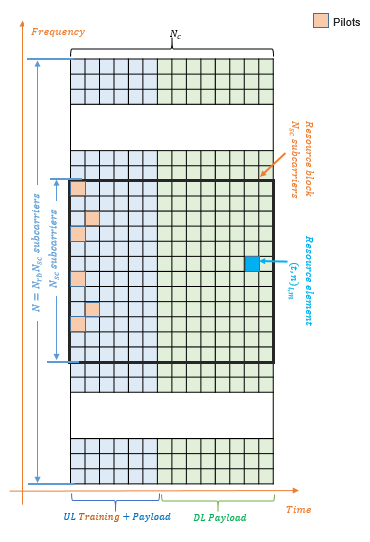 Pilots
N_c
Frequency
Resource block
N_sc subcarriers
N = N_rb N_sc subcarriers
N_sc subcarriers
Resource element
(t,n)_l,m
Time
UL Training + Payload
DL Payload